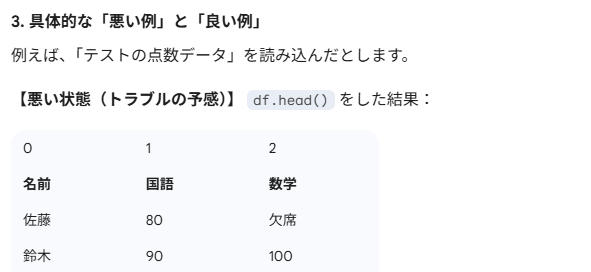 3. 具体的な「悪い例」と「良い例」
例えば、「テストの点数データ」を読み込んだとします。
【悪い状態（トラブルの予感）】 df.head() をした結果：
0 1 2
名前 国語 数学
佐藤 80 欠席
鈴木 90 100